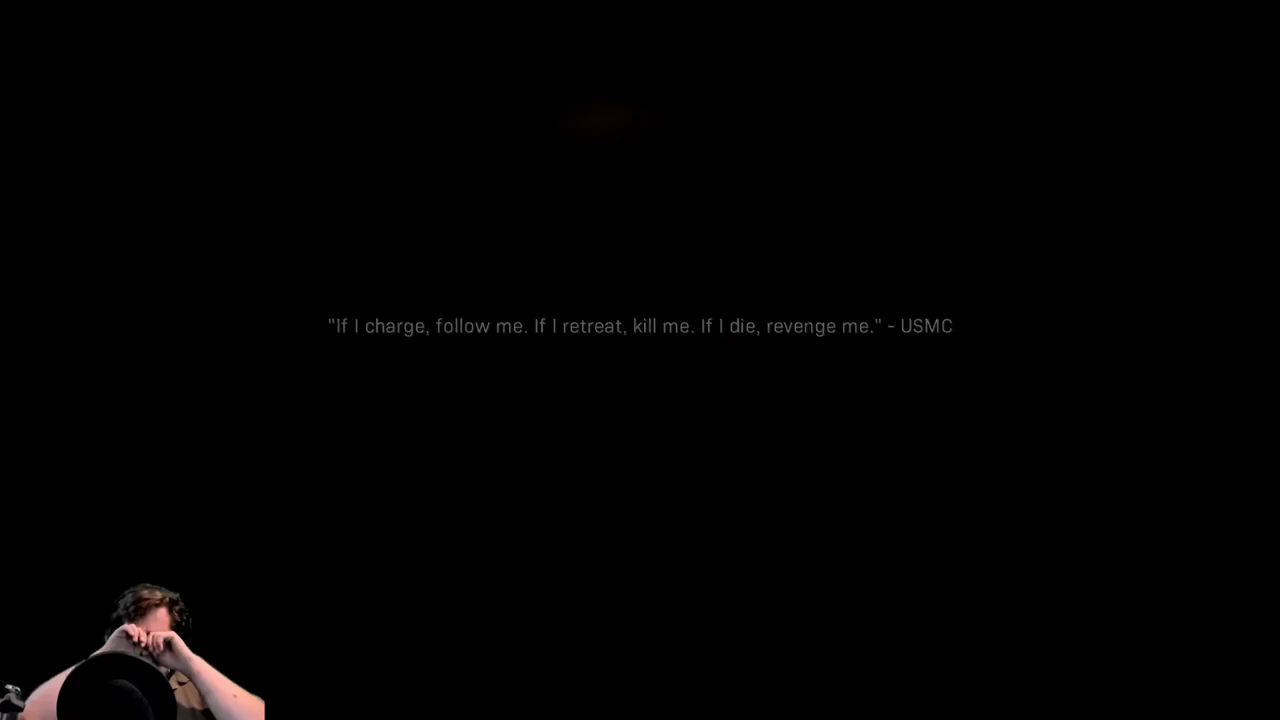 "If I charge, follow me. If I retreat, kill me. If I die, revenge me." - USMC